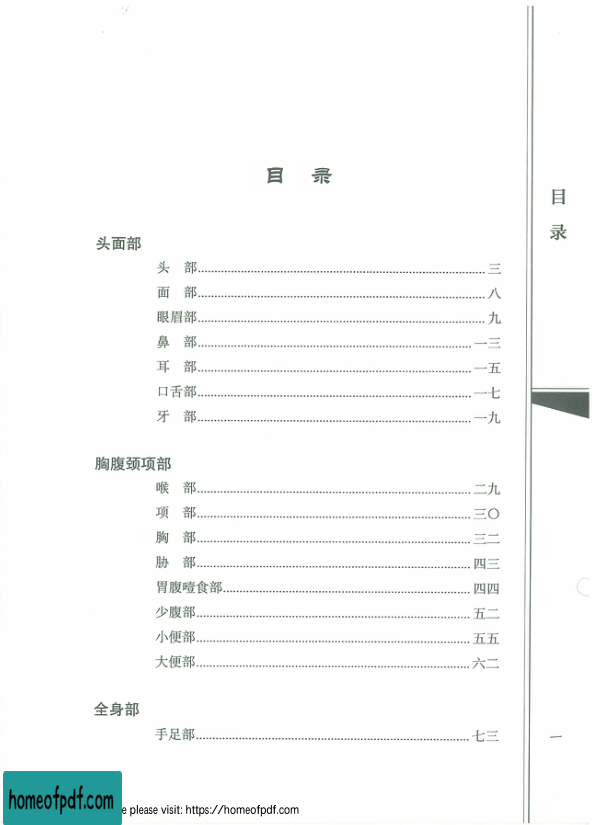 目 录
目录
头面部
头 部 三
面 部 八
眼眉部 九
鼻 部 一三
耳 部 一五
口舌部 一七
牙 部 一九
胸腹颈项部
喉 部 二九
项 部 三〇
胸 部 三二
胁 部 四三
胃腹噎食部 四四
少腹部 五二
小便部 五五
大便部 六二
全身部
手足部 七三
一
homeofpdf.com
e please visit: https://homeofpdf.com